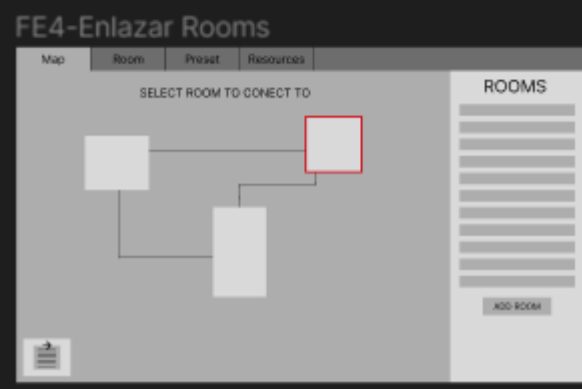 FE4-Enlazar Rooms
Map Room Preset Resources
SELECT ROOM TO CONECT TO
ROOMS
ADD ROOM